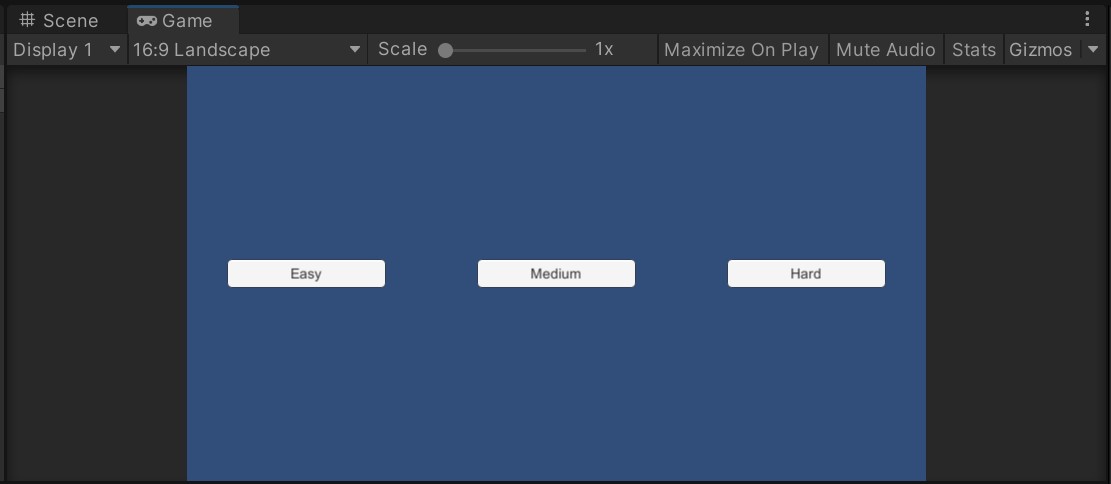 Scene Game
Display 1 16:9 Landscape Scale 1x Maximize On Play Mute Audio Stats Gizmos
Easy Medium Hard